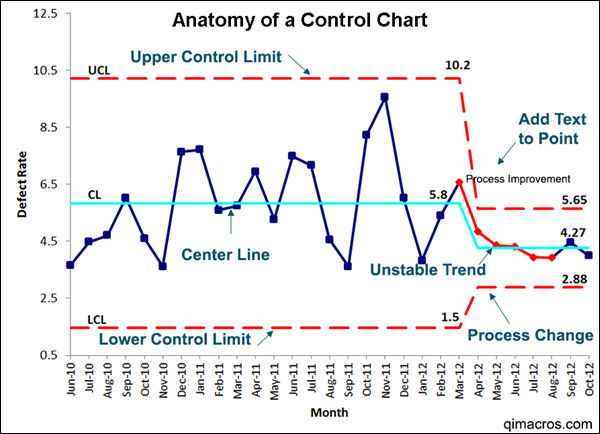 Anatomy of a Control Chart
Upper Control Limit
12.5
10.5
8.5
6.5
4.5
2.5
0.5
Defect Rate
UCL
10.2
Add Text
to Point
Process Improvement
CL
5.8
5.65
Center Line
4.27
Unstable Trend
2.88
LCL
1.5
Lower Control Limit
Process Change
Jun-10
Jul-10
Aug-10
Sep-10
Oct-10
Nov-10
Dec-10
Jan-11
Feb-11
Mar-11
Apr-11
May-11
Jun-11
Jul-11
Aug-11
Sep-11
Oct-11
Nov-11
Dec-11
Jan-12
Feb-12
Mar-12
Apr-12
May-12
Jun-12
Jul-12
Aug-12
Sep-12
Oct-12
Month
qimacros.com